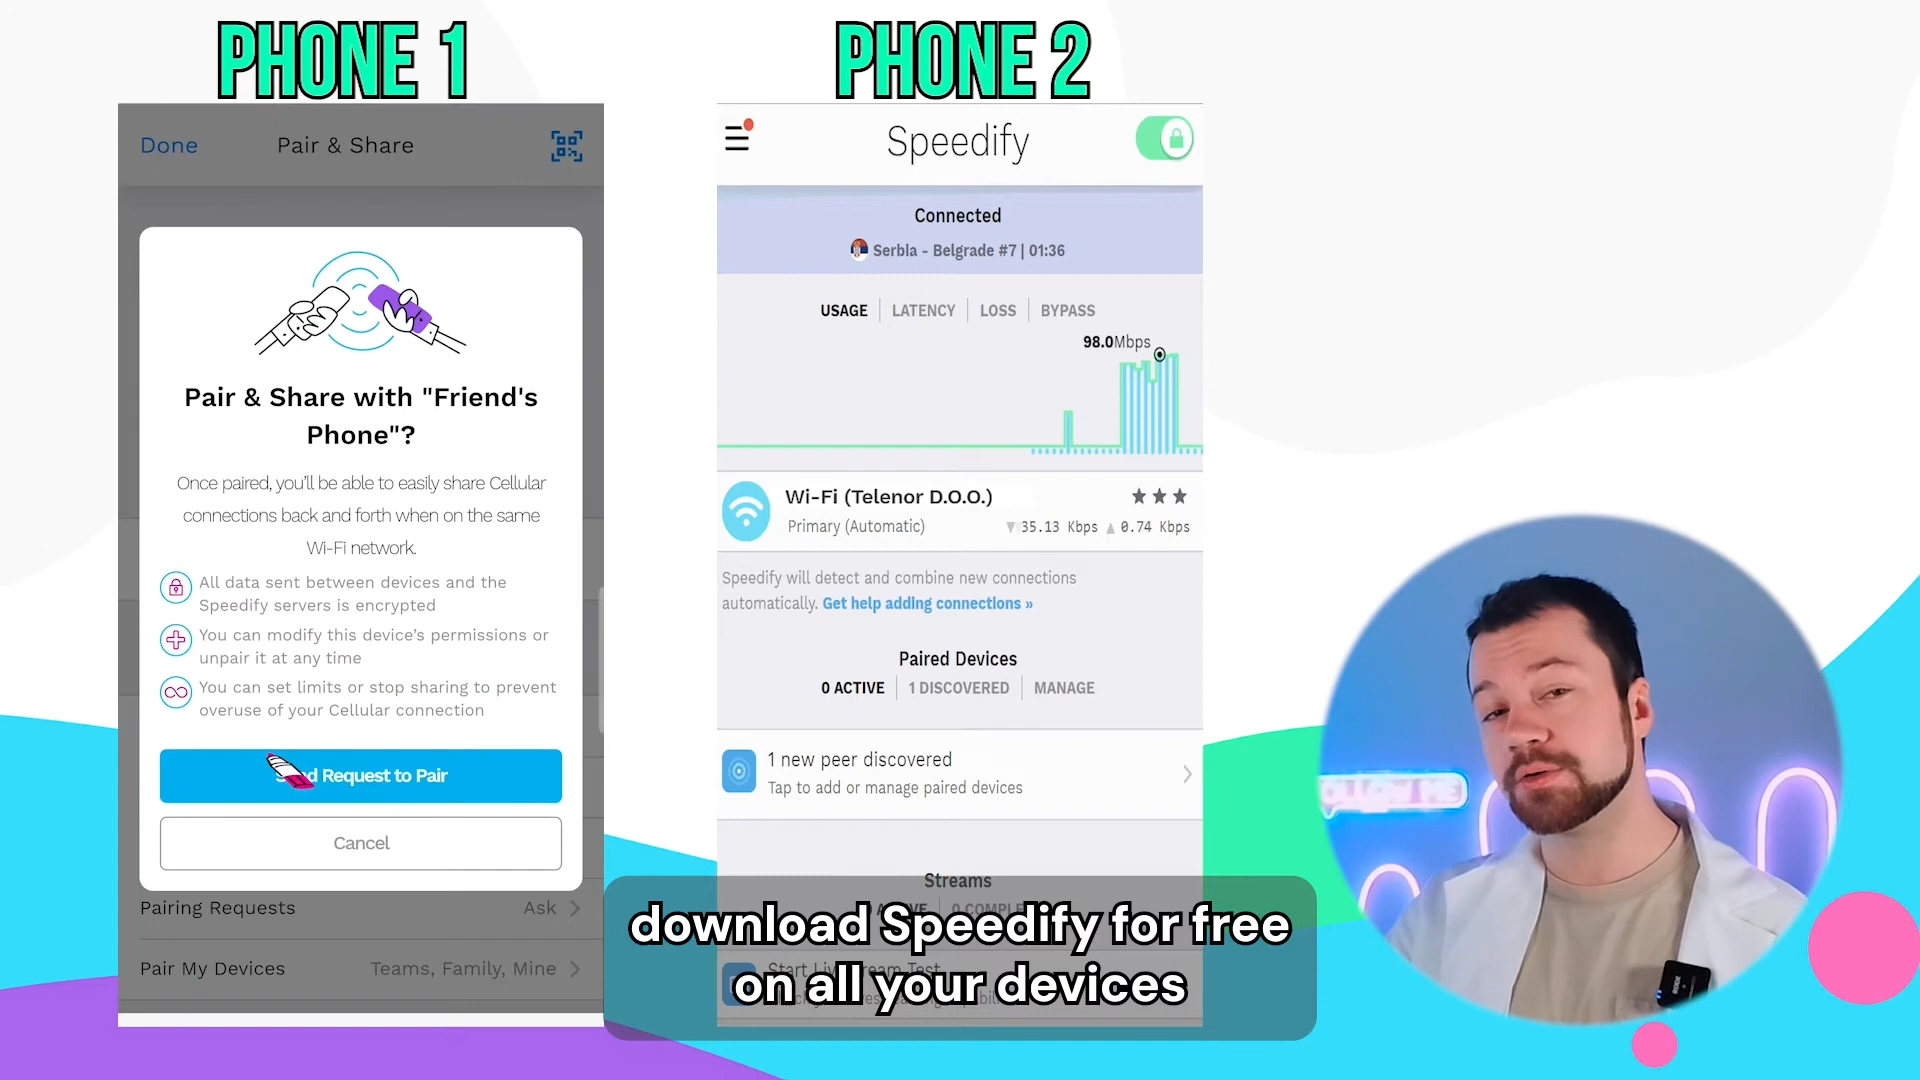 PHONE 1
Done
Pair & Share
Pair & Share with "Friend's
Phone"?
Once paired, you'll be able to easily share Cellular
connections back and forth when on the same
Wi-Fi network.
All data sent between devices and the
Speedify servers is encrypted
You can modify this device's permissions or
unpair it at any time
You can set limits or stop sharing to prevent
overuse of your Cellular connection
Request to Pair
Cancel
Pairing Requests
Ask
Pair My Devices
Teams, Family, Mine
PHONE 2
Speedify
Connected
Serbia - Belgrade #7 | 01:36
USAGE
LATENCY
LOSS
BYPASS
98.0Mbps
Wi-Fi (Telenor D.O.O.)
Primary (Automatic)
35.13 Kbps
0.74 Kbps
Speedify will detect and combine new connections
automatically. Get help adding connections »
Paired Devices
0 ACTIVE
1 DISCOVERED
MANAGE
1 new peer discovered
Tap to add or manage paired devices
Streams
download Speedify for free
on all your devices
FOLLOW ME